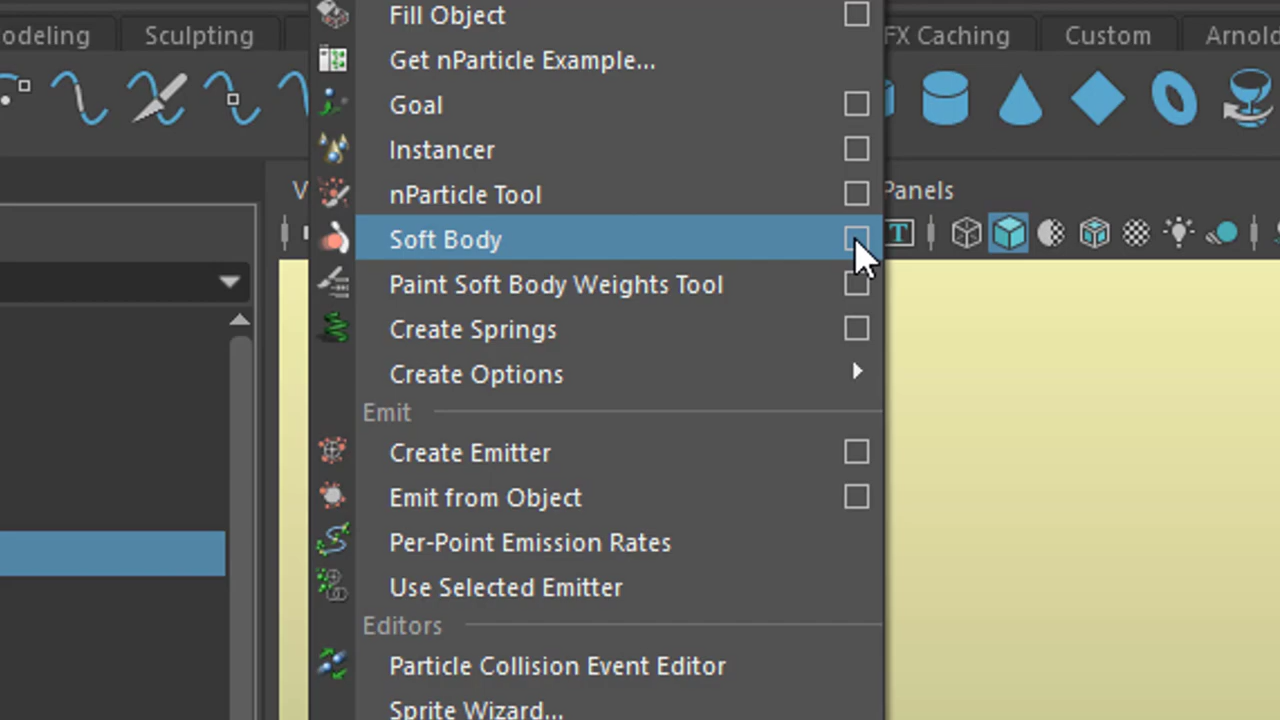 Fill Object
odeling
Sculpting
FX Caching
Custom
Arnold
Get nParticle Example...
Goal
Instancer
Panels
nParticle Tool
T
Soft Body
Paint Soft Body Weights Tool
Create Springs
Create Options
Emit
Create Emitter
Emit from Object
Per-Point Emission Rates
Use Selected Emitter
Editors
Particle Collision Event Editor
Sprite Wizard...